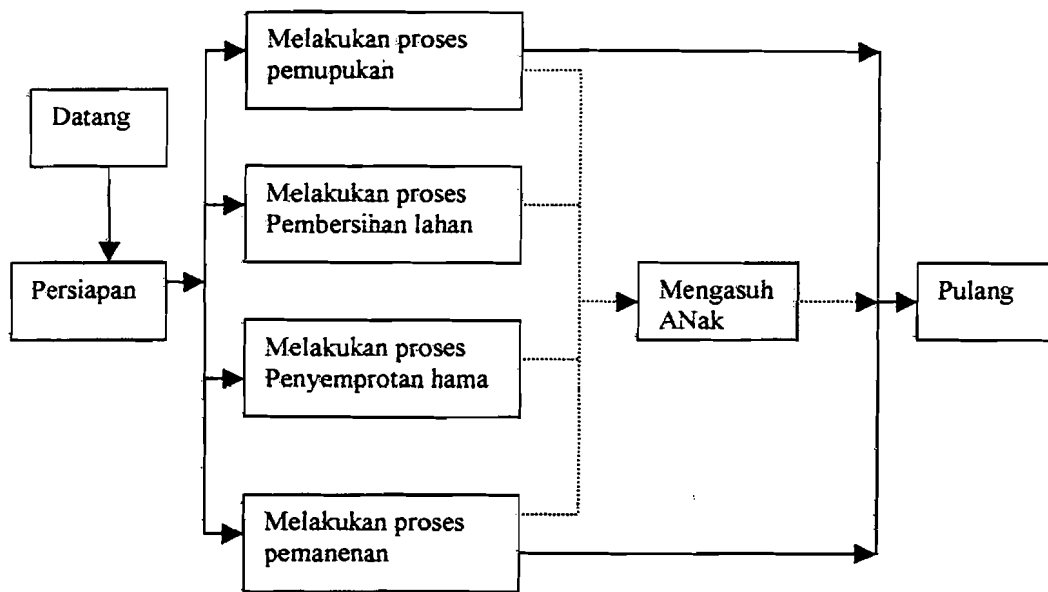 Datang
Persiapan
Melakukan proses
pemupukan
Melakukan proses
Pembersihan lahan
Melakukan proses
Penyemprotan hama
Melakukan proses
pemanenan
Mengasuh
ANak
Pulang